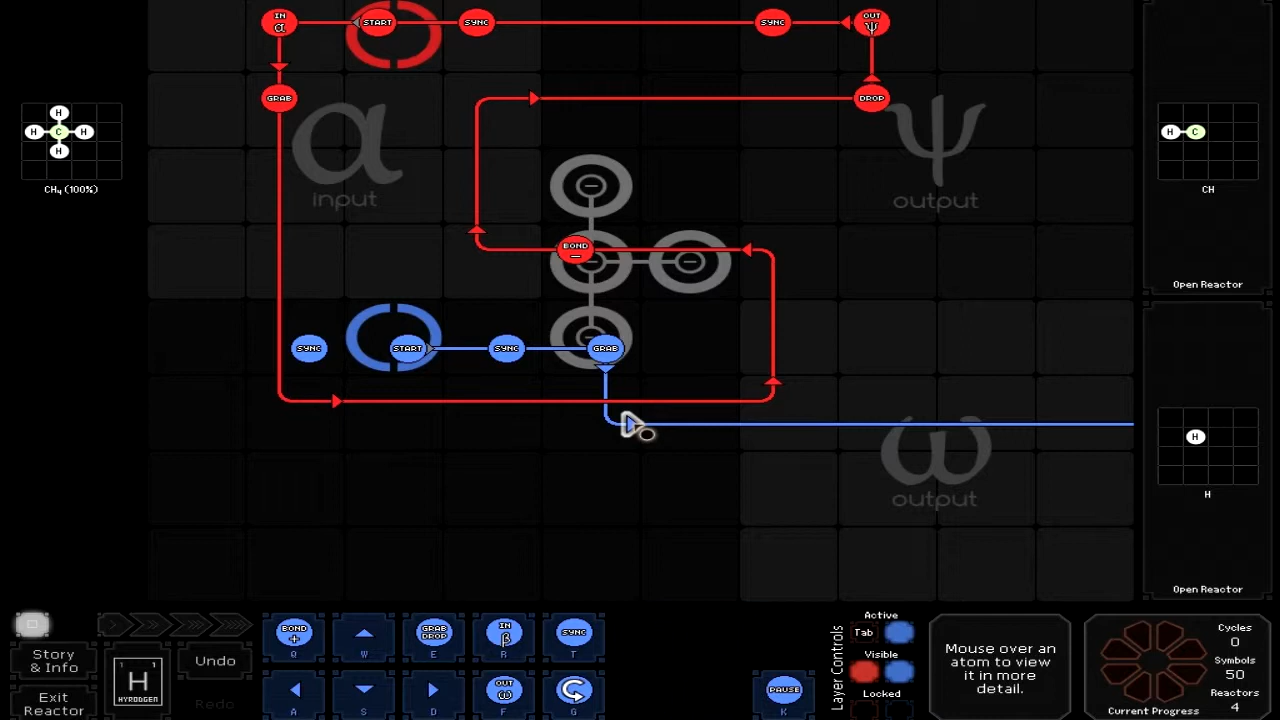 IN
α
START
SYNC
SYNC
OUT
Ψ
GRAB
DROP
H
H C H
H
CH₄ (100%)
α
input
ψ
output
H C
CH
BOND
−
Open Reactor
SYNC
START
SYNC
GRAB
ω
output
H
H
Open Reactor
Story
& Info
Exit
Reactor
1 1
H
HYROGEN
Undo
Redo
BOND
+
Q
W
GRAB
DROP
E
IN
β
R
SYNC
T
A
S
D
OUT
ω
F
G
PAUSE
K
Layer Controls
Active
Tab
Visible
Locked
Mouse over an
atom to view
it in more
detail.
Cycles
0
Symbols
50
Reactors
4
Current Progress